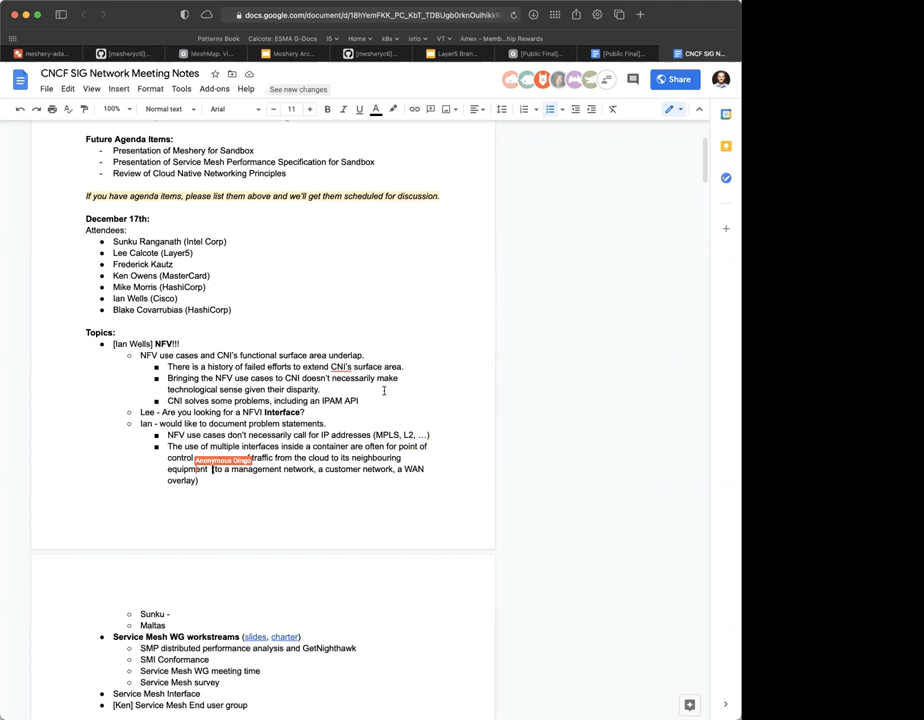 docs.google.com/document/d/18hYemFKK_PC_KbT_TDBUgb0rknOulhikk
Patterns Book
Calcote: ESMA G-Docs
I5
Home
k8s
istio
VT
Amex - Memb...hip Rewards
meshery-ada
[mesheryctl]
MeshMap: Vi...
Meshery Arc...
[mesheryctl]
Layer5 Bran...
[Public Final]...
[Public Final]...
CNCF SIG N...
CNCF SIG Network Meeting Notes
File Edit View Insert Format Tools Add-ons Help
See new changes
Share
100% Normal text Arial 11 B I U A
Future Agenda Items:
- Presentation of Meshery for Sandbox
- Presentation of Service Mesh Performance Specification for Sandbox
- Review of Cloud Native Networking Principles
If you have agenda items, please list them above and we'll get them scheduled for discussion.
December 17th:
Attendees:
● Sunku Ranganath (Intel Corp)
● Lee Calcote (Layer5)
● Frederick Kautz
● Ken Owens (MasterCard)
● Mike Morris (HashiCorp)
● Ian Wells (Cisco)
● Blake Covarrubias (HashiCorp)
Topics:
● [Ian Wells] NFV!!!
○ NFV use cases and CNI's functional surface area underlap.
■ There is a history of failed efforts to extend CNI's surface area.
■ Bringing the NFV use cases to CNI doesn't necessarily make
technological sense given their disparity.
■ CNI solves some problems, including an IPAM API
○ Lee - Are you looking for a NFVI Interface?
○ Ian - would like to document problem statements.
■ NFV use cases don't necessarily call for IP addresses (MPLS, L2, …)
■ The use of multiple interfaces inside a container are often for point of
control traffic from the cloud to its neighbouring
Anonymous Dingo
equipment (to a management network, a customer network, a WAN
overlay)
○ Sunku -
○ Maltas
● Service Mesh WG workstreams (slides, charter)
○ SMP distributed performance analysis and GetNighthawk
○ SMI Conformance
○ Service Mesh WG meeting time
○ Service Mesh survey
● Service Mesh Interface
● [Ken] Service Mesh End user group